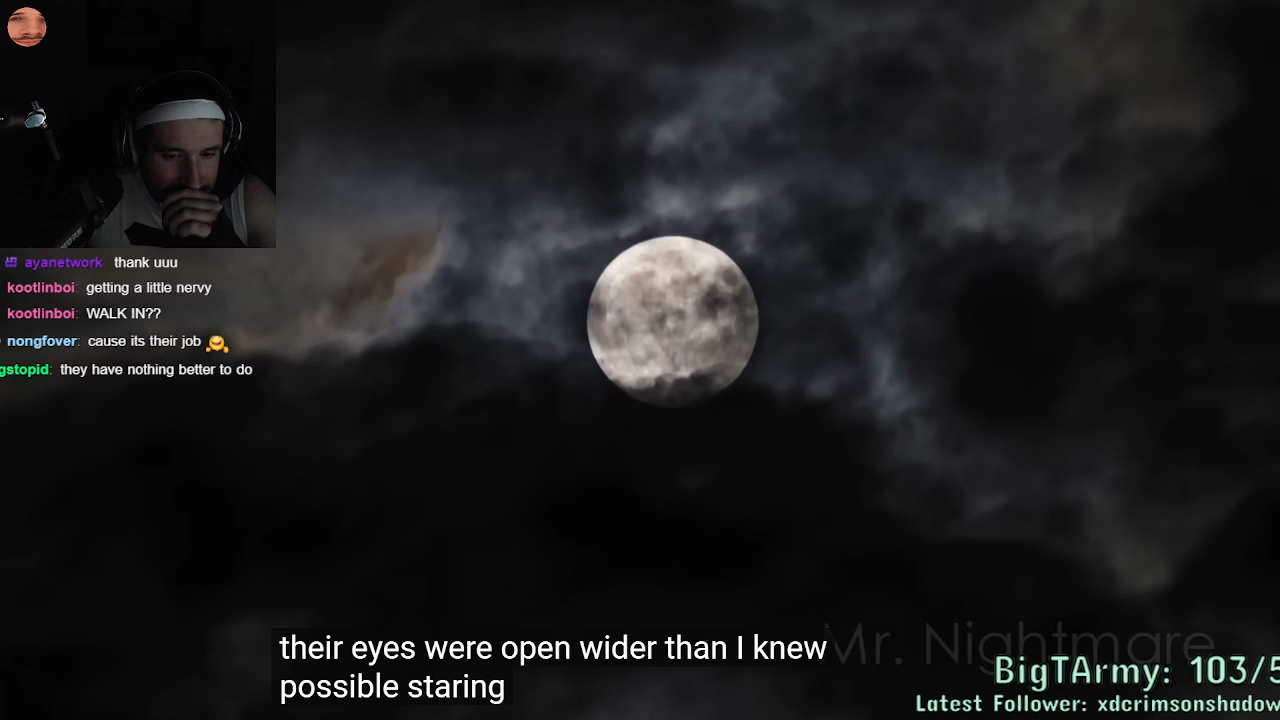 ayanetwork: thank uuu
kootlinboi: getting a little nervy
kootlinboi: WALK IN??
nongfover: cause its their job
gstopid: they have nothing better to do
their eyes were open wider than I knew
possible staring
Mr. Nightmare
BigTArmy: 103/5
Latest Follower: xdcrimsonshadow